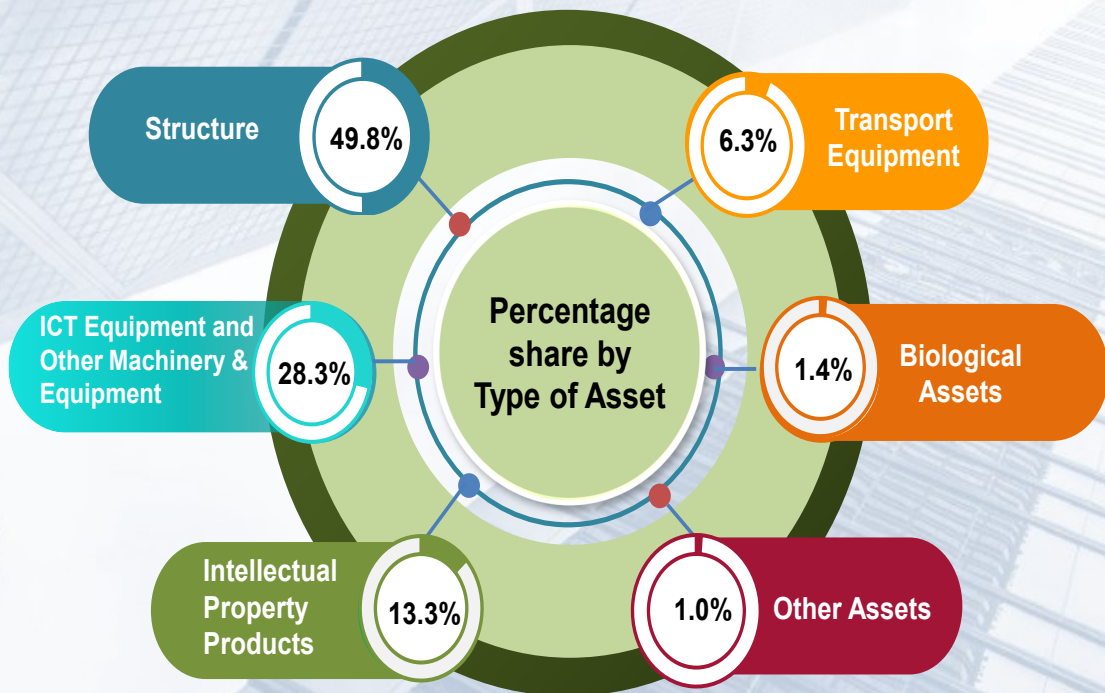 Structure
49.8%
6.3%
Transport
Equipment
ICT Equipment and
Other Machinery &
Equipment
28.3%
Percentage
share by
Type of Asset
1.4%
Biological
Assets
Intellectual
Property
Products
13.3%
1.0%
Other Assets